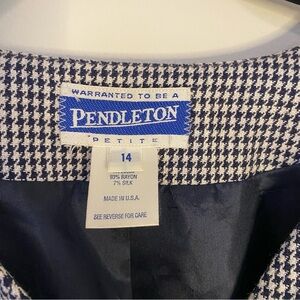 WARRANTED TO BE A
PENDLETON
PETITE
14
93% RAYON
7% SILK
MADE IN U.S.A.
SEE REVERSE FOR CARE